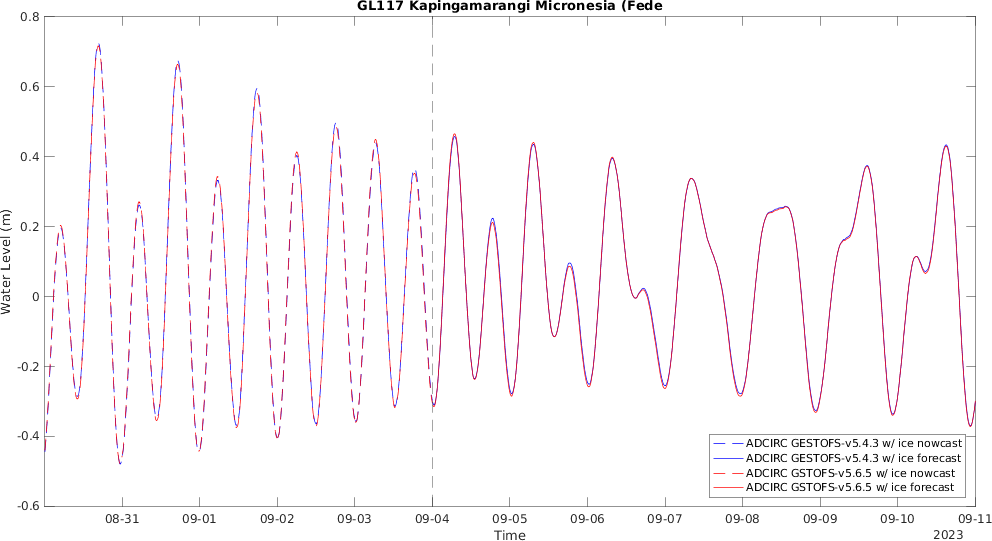 GL117 Kapingamarangi Micronesia (Fede
0.8
0.6
0.4
0.2
0
-0.2
-0.4
-0.6
Water Level (m)
ADCIRC GESTOFS-v5.4.3 w/ ice nowcast
ADCIRC GESTOFS-v5.4.3 w/ ice forecast
ADCIRC GSTOFS-v5.6.5 w/ ice nowcast
ADCIRC GSTOFS-v5.6.5 w/ ice forecast
08-31 09-01 09-02 09-03 09-04 09-05 09-06 09-07 09-08 09-09 09-10 09-11
Time
2023